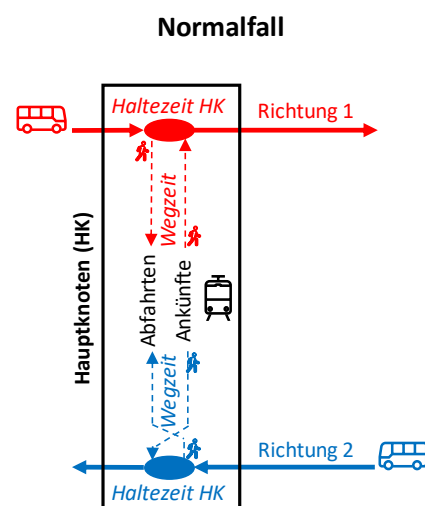 Normalfall
Haltezeit HK
Richtung 1
Wegzeit
Hauptknoten (HK)
Abfahrten
Ankünfte
Wegzeit
Richtung 2
Haltezeit HK